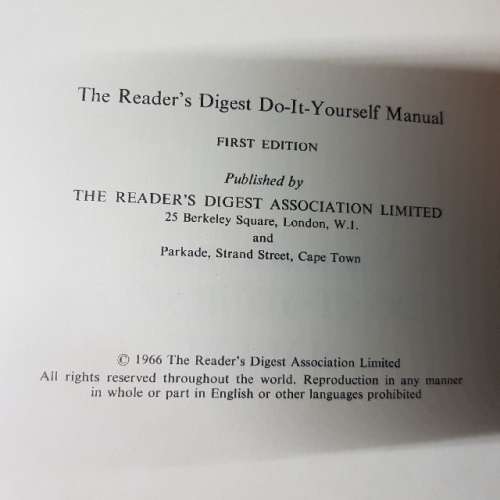 The Reader's Digest Do-It-Yourself Manual
FIRST EDITION
Published by
THE READER'S DIGEST ASSOCIATION LIMITED
25 Berkeley Square, London, W.1.
and
Parkade, Strand Street, Cape Town
© 1966 The Reader's Digest Association Limited
All rights reserved throughout the world. Reproduction in any manner
in whole or part in English or other languages prohibited